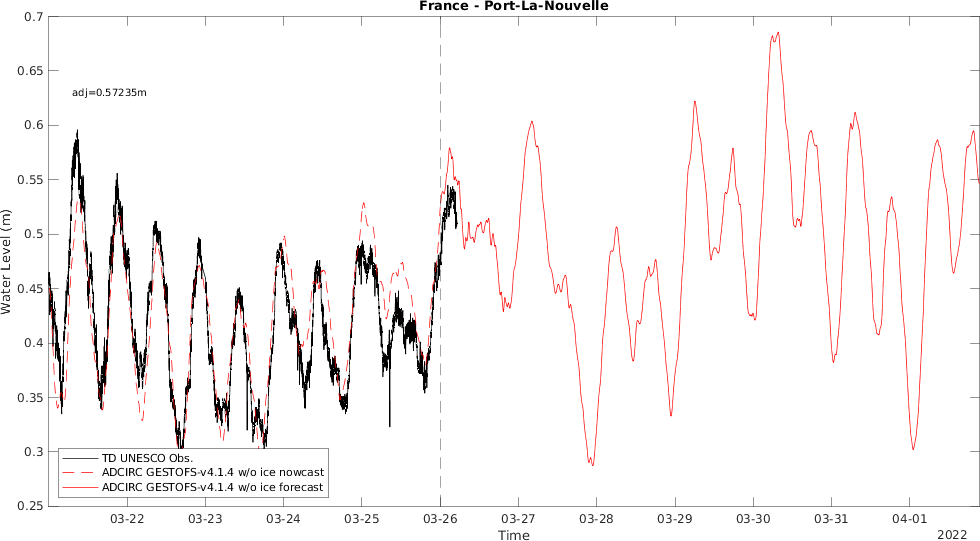 France - Port-La-Nouvelle
0.7
0.65
0.6
0.55
0.5
0.45
0.4
0.35
0.3
0.25
Water Level (m)
adj=0.57235m
TD UNESCO Obs.
ADCIRC GESTOFS-v4.1.4 w/o ice nowcast
ADCIRC GESTOFS-v4.1.4 w/o ice forecast
03-22 03-23 03-24 03-25 03-26 03-27 03-28 03-29 03-30 03-31 04-01
Time
2022